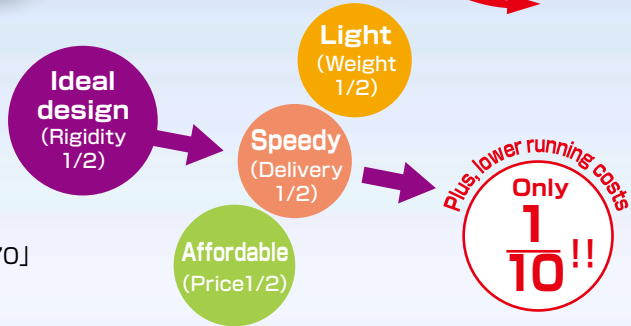 Light
(Weight
1/2)
Ideal
design
(Rigidity
1/2)
Speedy
(Delivery
1/2)
Affordable
(Price1/2)
Plus, lower running costs
Only
1
10!!
0」